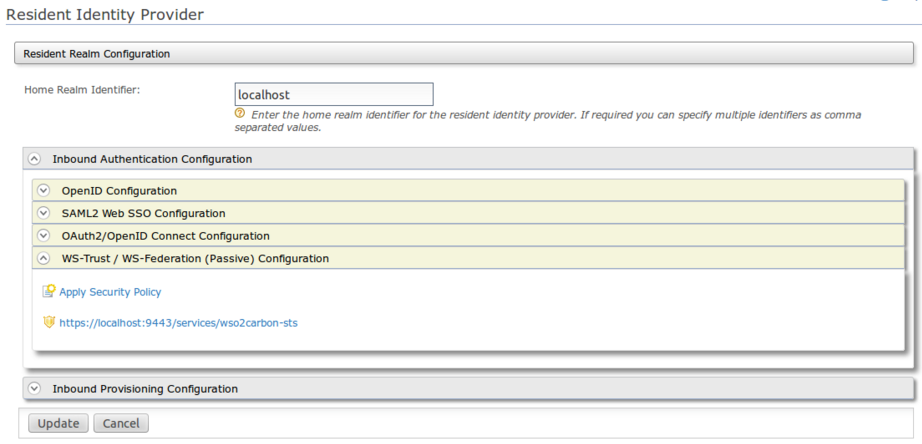 Resident Identity Provider
Resident Realm Configuration
Home Realm Identifier:
localhost
Enter the home realm identifier for the resident identity provider. If required you can specify multiple identifiers as comma
separated values.
Inbound Authentication Configuration
OpenID Configuration
SAML2 Web SSO Configuration
OAuth2/OpenID Connect Configuration
WS-Trust / WS-Federation (Passive) Configuration
Apply Security Policy
https://localhost:9443/services/wso2carbon-sts
Inbound Provisioning Configuration
Update Cancel